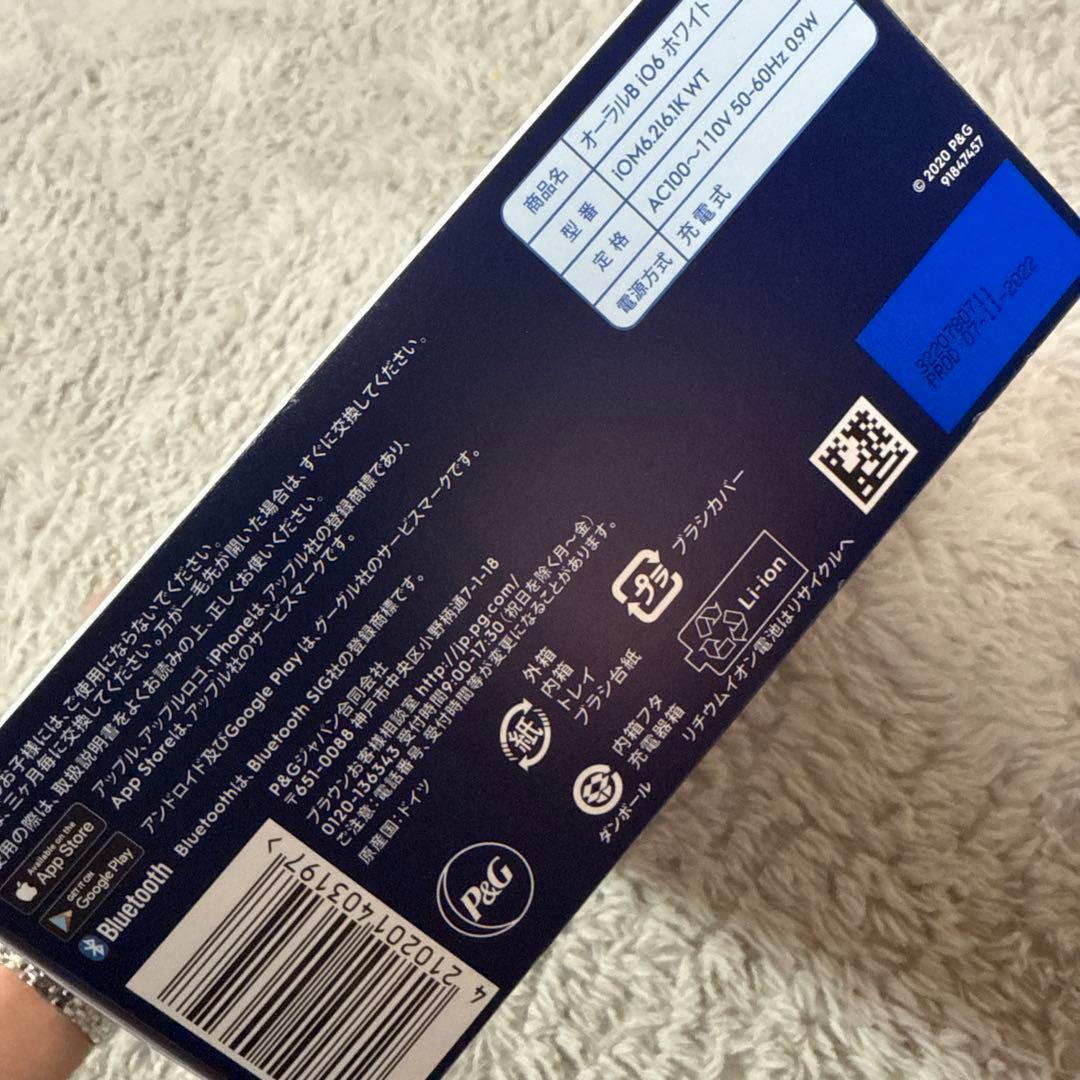 商品名 オーラルB iO6 ホワイト
型番 iOM6.2I6.1K WT
定格 AC100～110V 50-60Hz 0.9W
電源方式 充電式
© 2020 P&G
91847457
3220780711
PROD : 07-11-2022
お子様には、ご使用にならないでください。
三ヶ月毎に交換してください。万が一毛先が開いた場合は、すぐに交換してください。
使用の際は、取扱説明書をよくお読みの上、正しくお使いください。
アップル、アップルロゴ、iPhoneは、アップル社の登録商標であり、
App Storeは、アップル社のサービスマークです。
アンドロイド及びGoogle Playは、グーグル社のサービスマークです。
Bluetoothは、Bluetooth SIG社の登録商標です。
Available on the
App Store
GET IT ON
Google Play
Bluetooth
P&Gジャパン合同会社
〒651-0088 神戸市中央区小野柄通7-1-18
ブラウンお客様相談室 http://jp.pg.com/
0120-136343 受付時間9:00-17:30 (祝日を除く月～金)
ご注意：電話番号、受付時間等が変更になることがあります。
原産国：ドイツ
プラ ブラシカバー
紙
外箱
内箱
トレイ
ブラシ台紙
Li-ion
リチウムイオン電池はリサイクルへ
内箱フタ
充電器箱
ダンボール
P&G
4 210201 403197 >